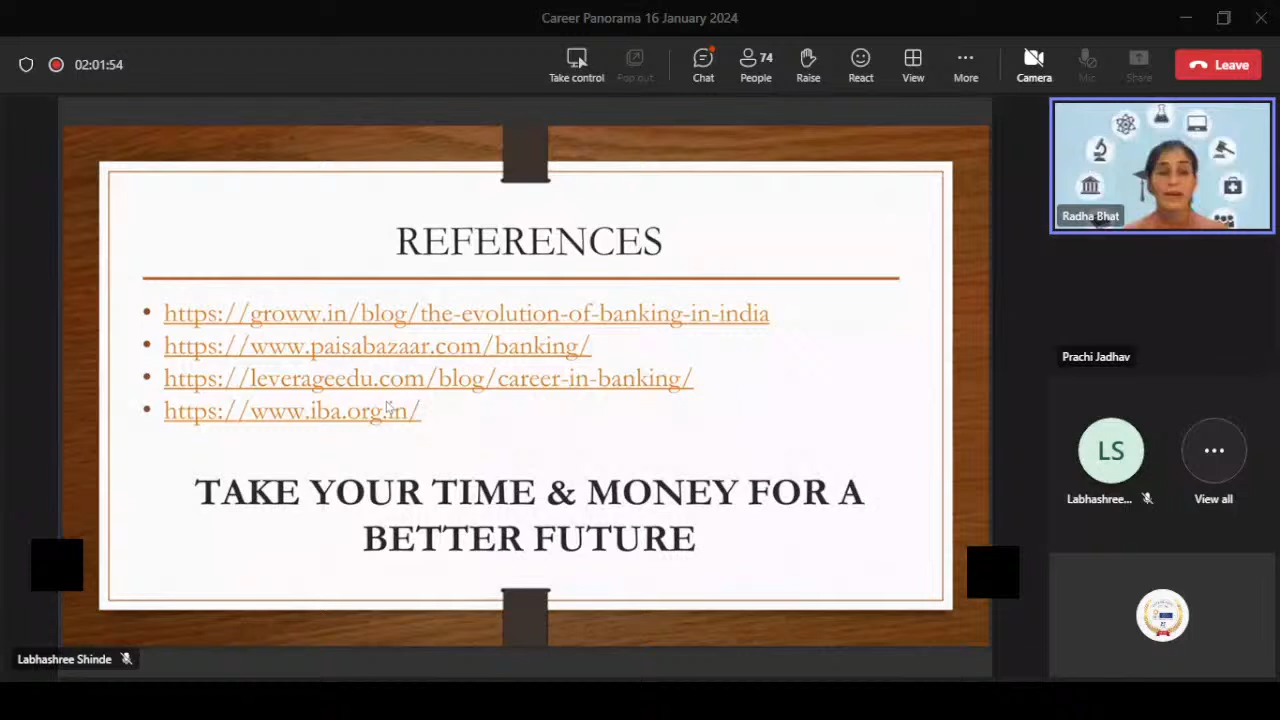 Career Panorama 16 January 2024
02:01:54
Take control
Pop out
Chat
74
People
Raise
React
View
More
Camera
Mic
Share
Leave
REFERENCES
• https://groww.in/blog/the-evolution-of-banking-in-india
• https://www.paisabazaar.com/banking/
• https://leverageedu.com/blog/career-in-banking/
• https://www.iba.org.in/
TAKE YOUR TIME & MONEY FOR A
BETTER FUTURE
Labhashree Shinde
Radha Bhat
Prachi Jadhav
LS
Labhashree...
View all